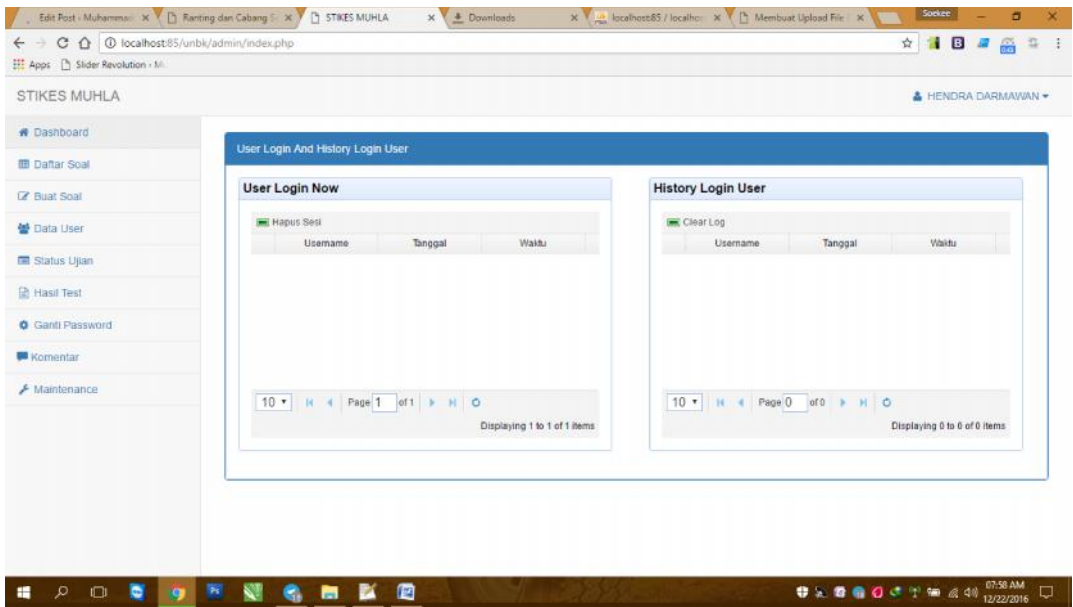 Edit Post ‹ Muhammadi
Ranting dan Cabang S
STIKES MUHLA
Downloads
localhost:85 / localhos
Membuat Upload File
Soekee
localhost:85/unbk/admin/index.php
Apps
Slider Revolution ‹ M
STIKES MUHLA
HENDRA DARMAWAN
Dashboard
Daftar Soal
Buat Soal
Data User
Status Ujian
Hasil Test
Ganti Password
Komentar
Maintenance
User Login And History Login User
User Login Now
Hapus Sesi
Username Tanggal Waktu
10 Page 1 of 1
Displaying 1 to 1 of 1 items
History Login User
Clear Log
Username Tanggal Waktu
10 Page 0 of 0
Displaying 0 to 0 of 0 items
07:58 AM
12/22/2016